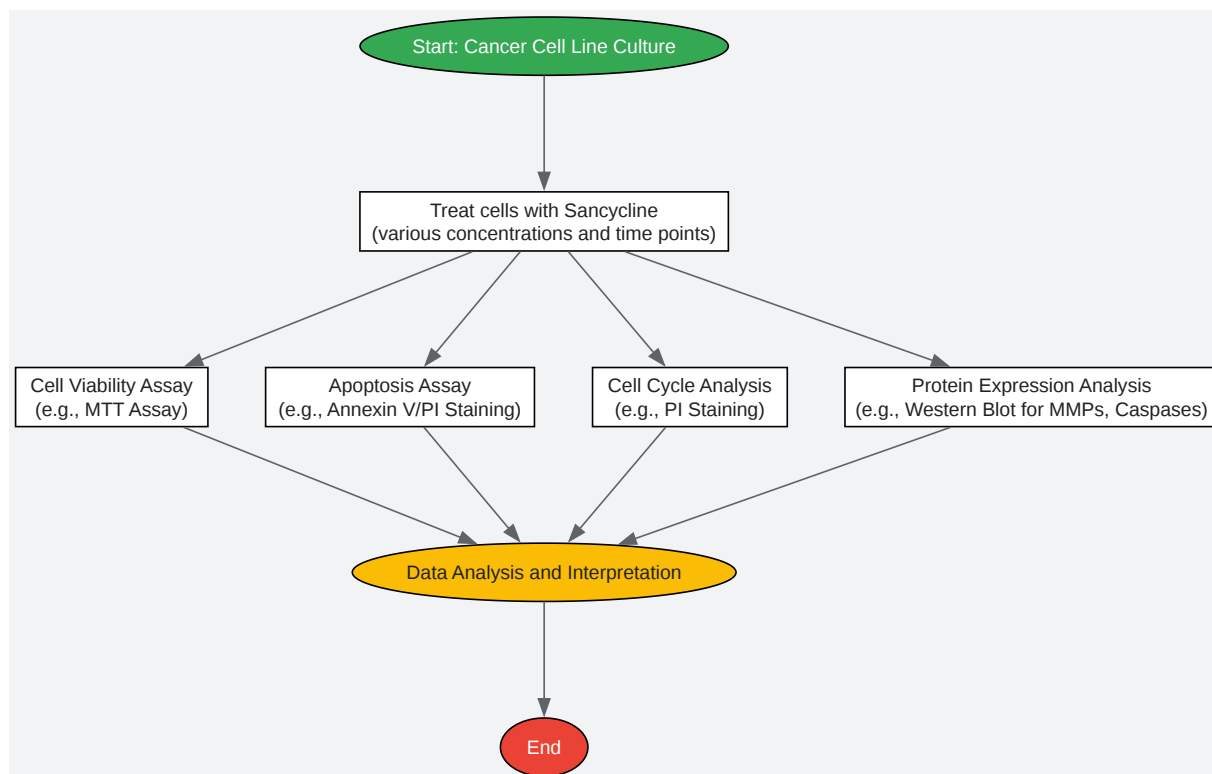 Start: Cancer Cell Line Culture
Treat cells with Sancycline
(various concentrations and time points)
Cell Viability Assay
(e.g., MTT Assay)
Apoptosis Assay
(e.g., Annexin V/PI Staining)
Cell Cycle Analysis
(e.g., PI Staining)
Protein Expression Analysis
(e.g., Western Blot for MMPs, Caspases)
Data Analysis and Interpretation
End